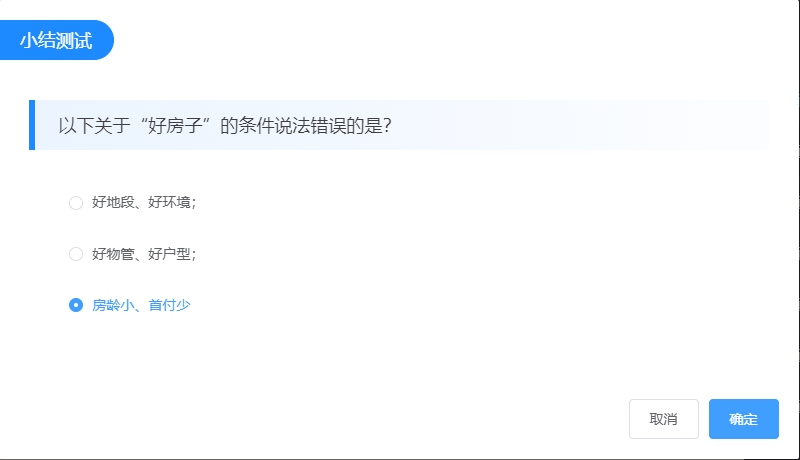 小结测试
以下关于“好房子”的条件说法错误的是?
好地段、好环境；
好物管、好户型；
房龄小、首付少
取消
确定